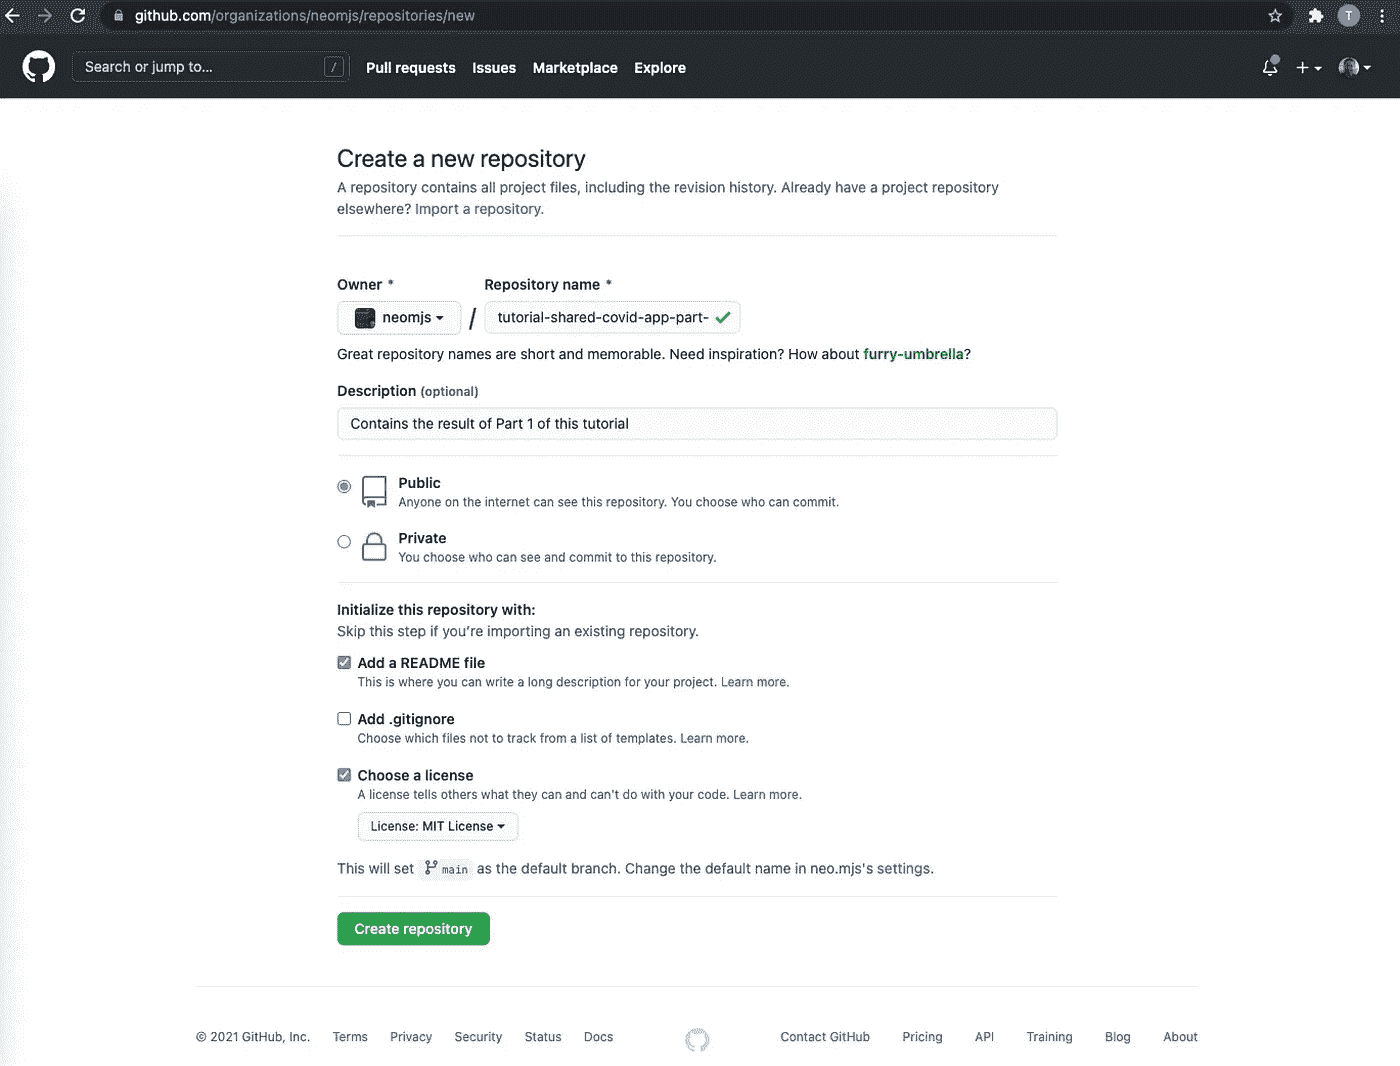 github.com/organizations/neomjs/repositories/new
T
Search or jump to... /
Pull requests Issues Marketplace Explore
Create a new repository
A repository contains all project files, including the revision history. Already have a project repository
elsewhere? Import a repository.
Owner * Repository name *
neomjs / tutorial-shared-covid-app-part-
Great repository names are short and memorable. Need inspiration? How about furry-umbrella?
Description (optional)
Contains the result of Part 1 of this tutorial
Public
Anyone on the internet can see this repository. You choose who can commit.
Private
You choose who can see and commit to this repository.
Initialize this repository with:
Skip this step if you’re importing an existing repository.
Add a README file
This is where you can write a long description for your project. Learn more.
Add .gitignore
Choose which files not to track from a list of templates. Learn more.
Choose a license
A license tells others what they can and can't do with your code. Learn more.
License: MIT License
This will set main as the default branch. Change the default name in neo.mjs's settings.
Create repository
© 2021 GitHub, Inc. Terms Privacy Security Status Docs Contact GitHub Pricing API Training Blog About